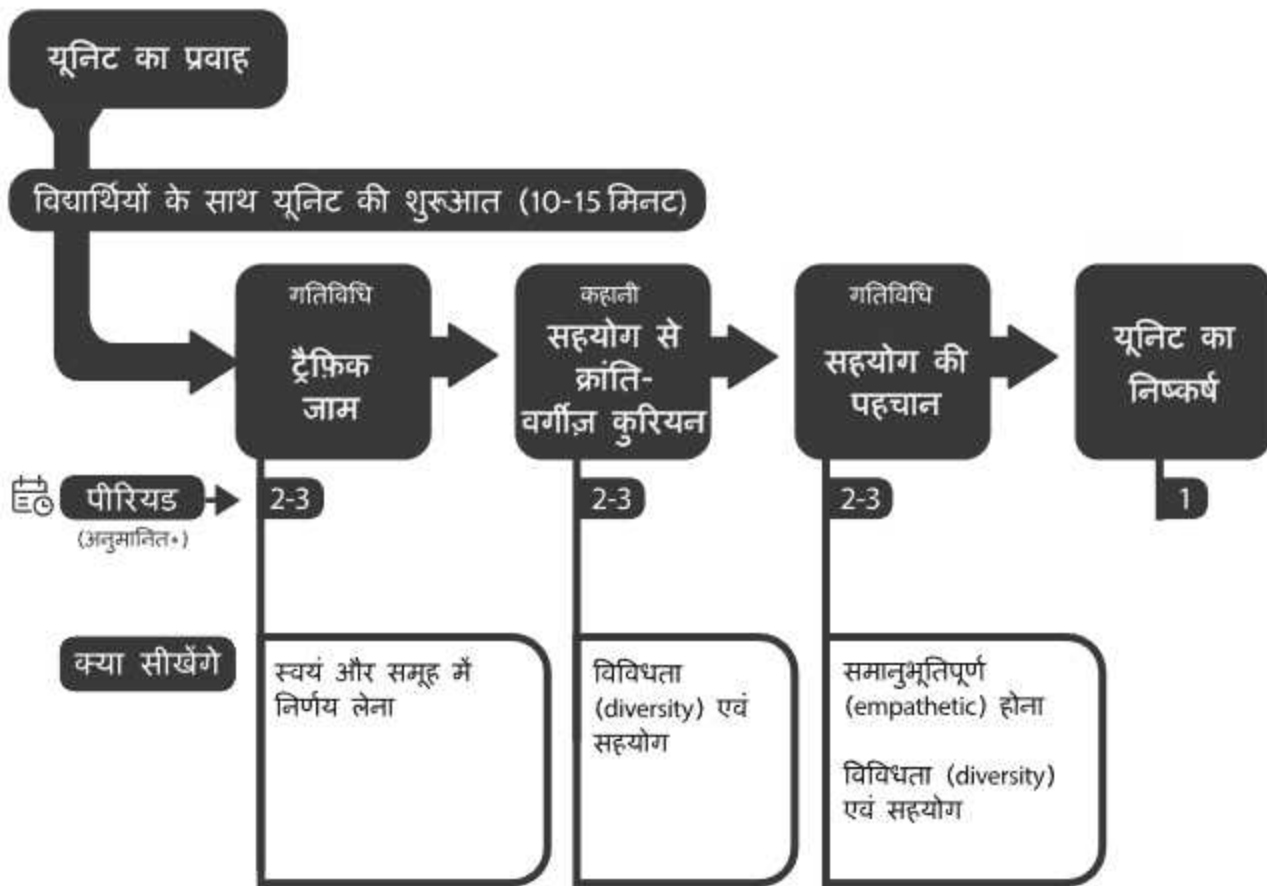 यूनिट का प्रवाह
विद्यार्थियों के साथ यूनिट की शुरूआत (10-15 मिनट)
गतिविधि
ट्रैफ़िक
जाम
कहानी
सहयोग से
क्रांति-
वर्गीज़ कुरियन
गतिविधि
सहयोग की
पहचान
यूनिट का
निष्कर्ष
पीरियड
(अनुमानित*)
2-3
2-3
2-3
1
क्या सीखेंगे
स्वयं और समूह में
निर्णय लेना
विविधता
(diversity) एवं
सहयोग
समानुभूतिपूर्ण
(empathetic) होना
विविधता (diversity)
एवं सहयोग